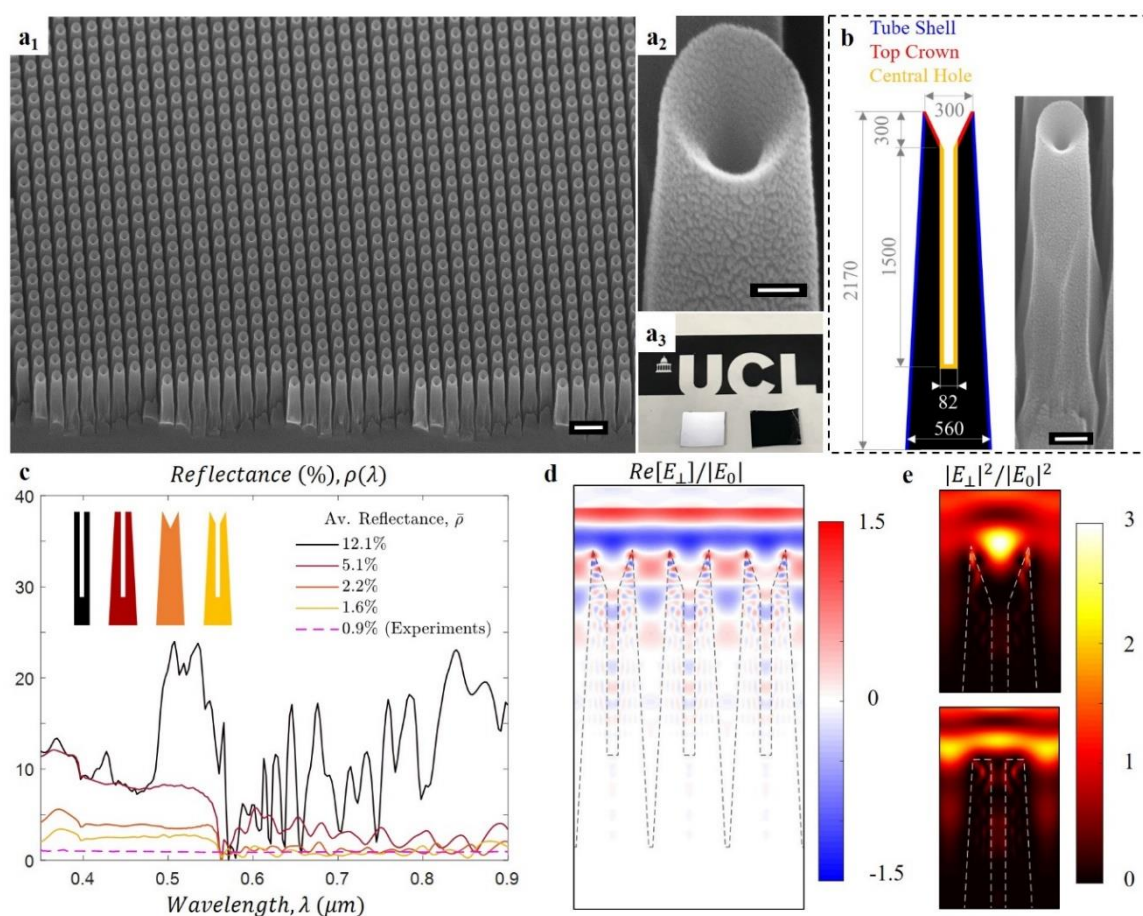 a1
a2
a3
UCL
b
Tube Shell
Top Crown
Central Hole
300
300
1500
2170
82
560
c
Reflectance (%), ρ(λ)
40
30
20
10
0
Av. Reflectance, ρ̄
12.1%
5.1%
2.2%
1.6%
0.9% (Experiments)
0.4 0.5 0.6 0.7 0.8 0.9
Wavelength, λ (μm)
d
Re[E⊥]/|E0|
1.5
0
-1.5
e
|E⊥|²/|E0|²
3
2
1
0